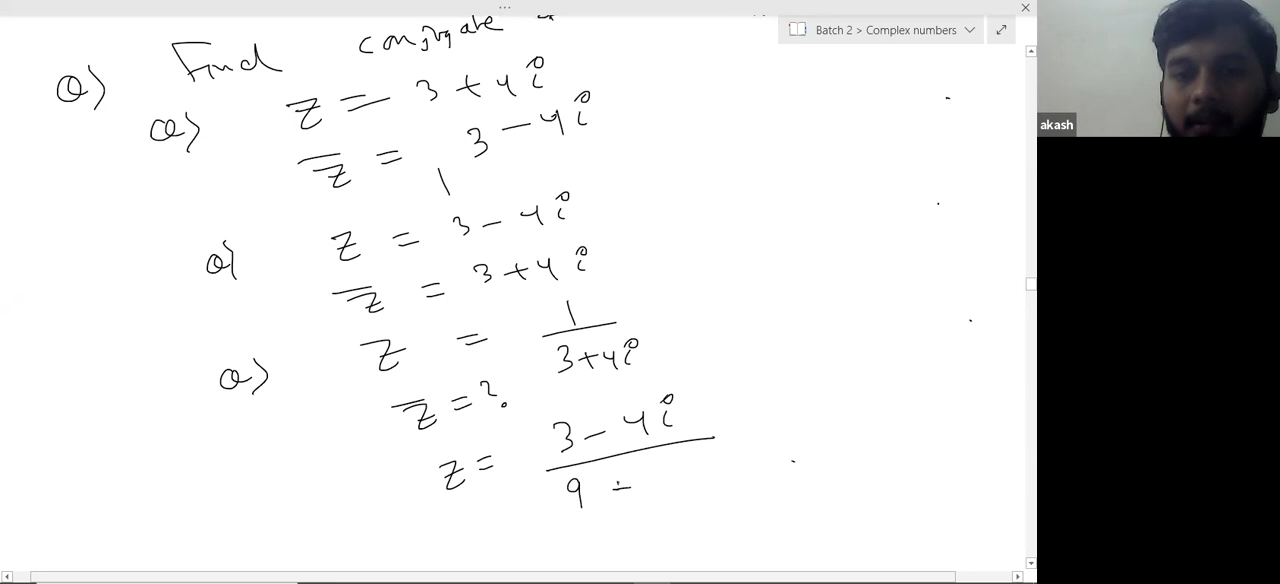 Batch 2 > Complex numbers
akash
Q) Find conjugate
Q) z = 3 + 4i
z̅ = 3 - 4i
Q) z = 3 - 4i
z̅ = 3 + 4i
Q) z = 1/(3+4i)
z̅ = ?
z = (3 - 4i)/(9 +